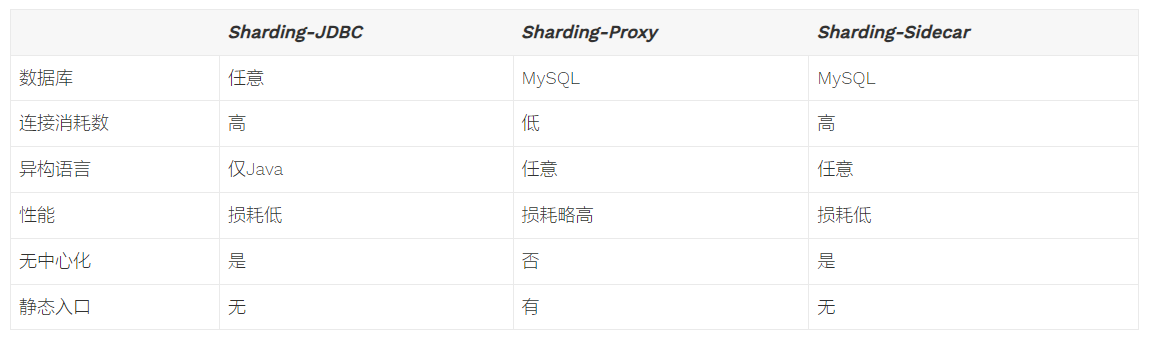 Sharding-JDBC Sharding-Proxy Sharding-Sidecar
数据库 任意 MySQL MySQL
连接消耗数 高 低 高
异构语言 仅Java 任意 任意
性能 损耗低 损耗略高 损耗低
无中心化 是 否 是
静态入口 无 有 无